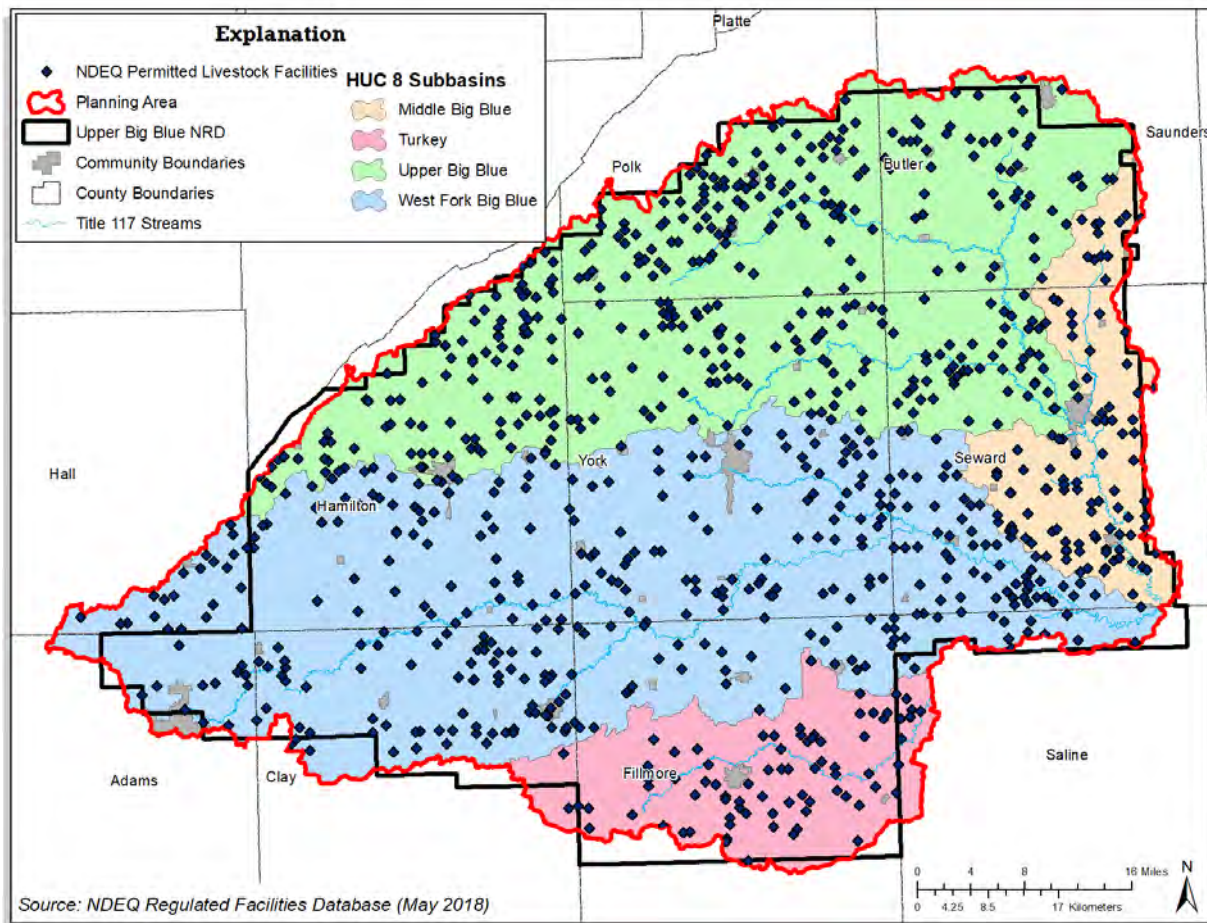 Explanation
NDEQ Permitted Livestock Facilities
Planning Area
Upper Big Blue NRD
Community Boundaries
County Boundaries
Title 117 Streams
HUC 8 Subbasins
Middle Big Blue
Turkey
Upper Big Blue
West Fork Big Blue
Platte
Saunders
Polk
Butler
Hall
York
Seward
Hamilton
Adams
Clay
Fillmore
Saline
N
0 4 8 16 Miles
0 4.25 8.5 17 Kilometers
Source: NDEQ Regulated Facilities Database (May 2018)